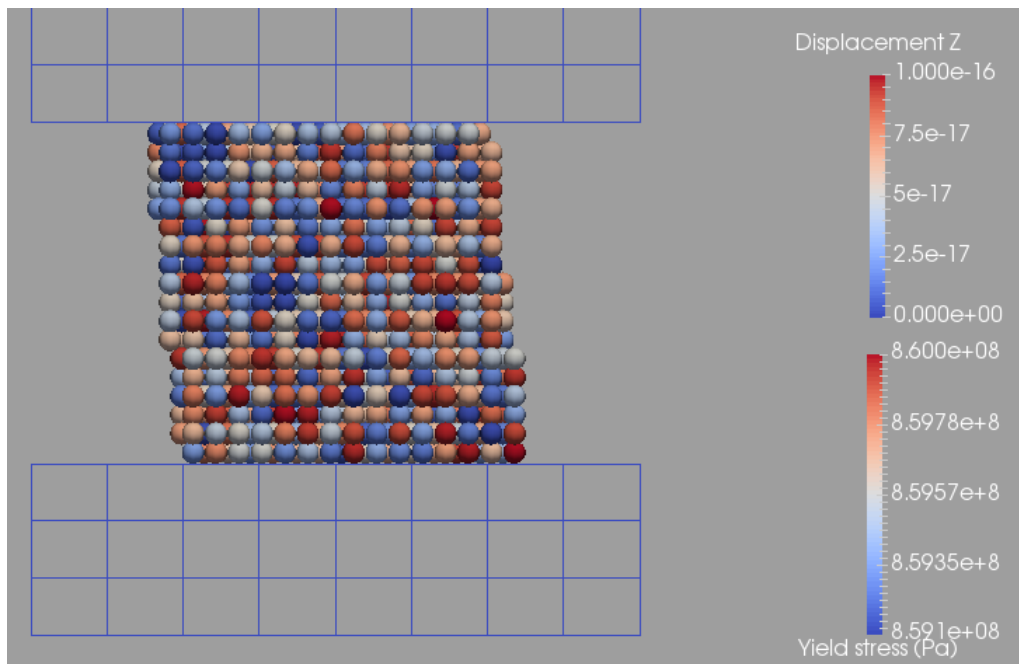 Displacement Z
1.000e-16
7.5e-17
5e-17
2.5e-17
0.000e+00
8.600e+08
8.5978e+8
8.5957e+8
8.5935e+8
8.591e+08
Yield stress (Pa)